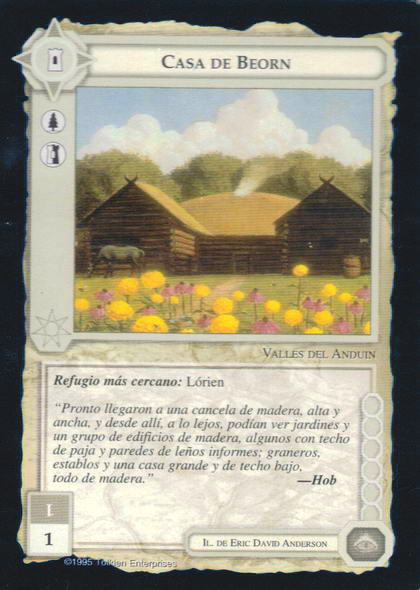 CASA DE BEORN
VALLES DEL ANDUIN
Refugio más cercano: Lórien
“Pronto llegaron a una cancela de madera, alta y
ancha, y desde allí, a lo lejos, podían ver jardines y
un grupo de edificios de madera, algunos con techo
de paja y paredes de leños informes; graneros,
establos y una casa grande y de techo bajo,
todo de madera.” —Hob
I
1
IL. DE ERIC DAVID ANDERSON
©1995 Tolkien Enterprises